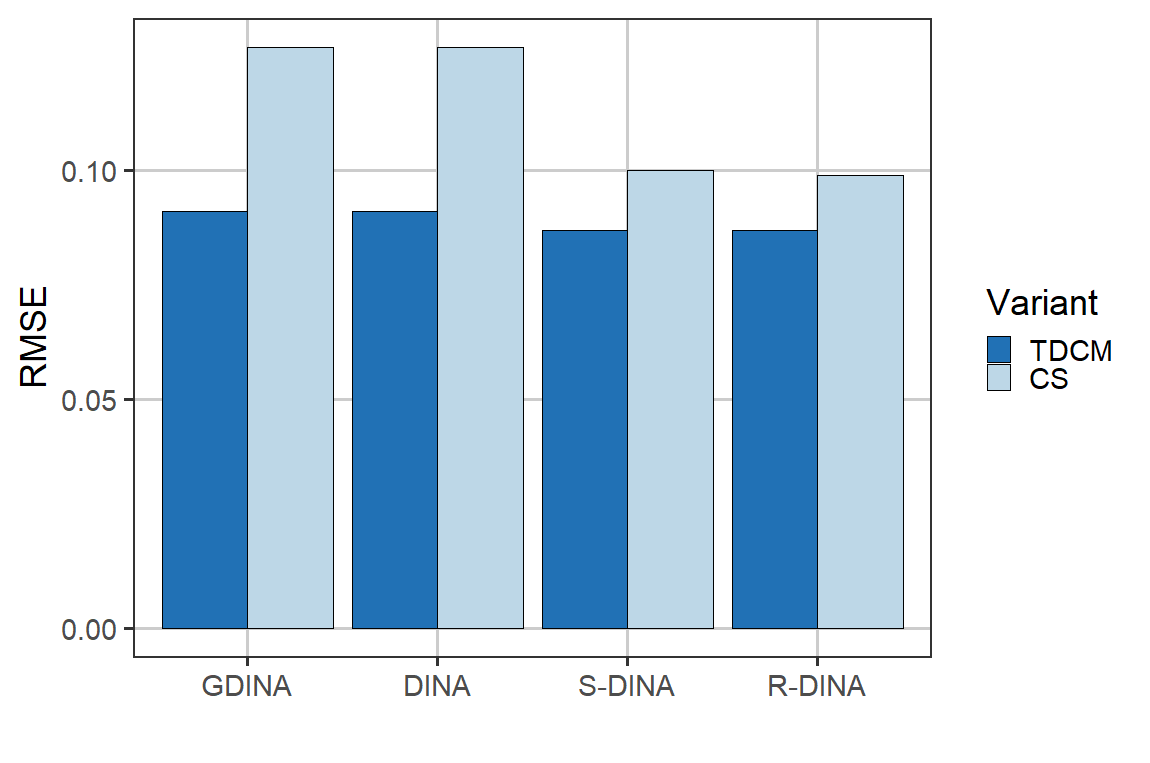 RMSE
0.10
0.05
0.00
GDINA
DINA
S-DINA
R-DINA
Variant
TDCM
CS